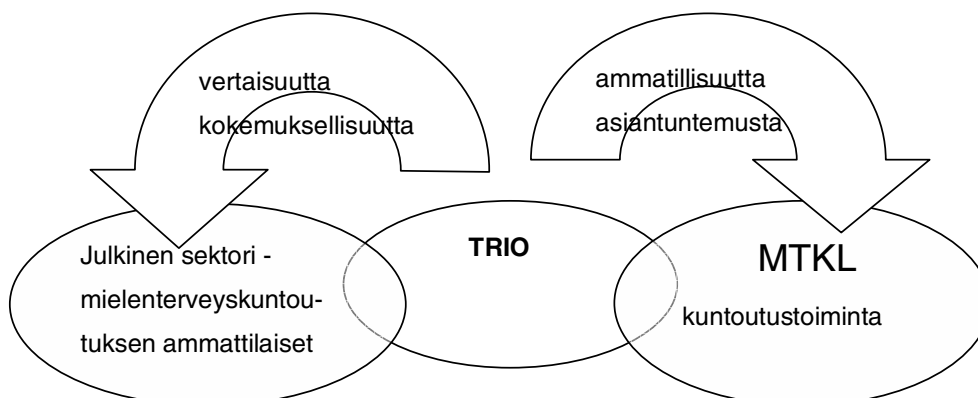 vertaisuutta
kokemuksellisuutta
ammatillisuutta
asiantuntemusta
Julkinen sektori -
mielenterveyskuntou-
tuksen ammattilaiset
TRIO
MTKL
kuntoutustoiminta